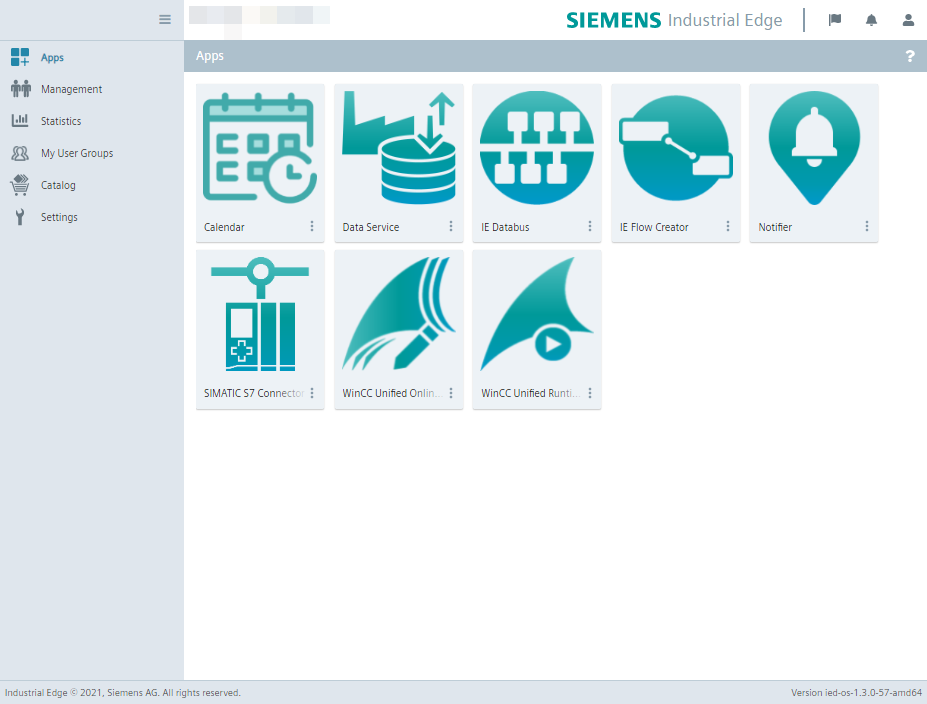 SIEMENS Industrial Edge
Apps
Apps
?
Management
Statistics
My User Groups
Catalog
Settings
Calendar
Data Service
IE Databus
IE Flow Creator
Notifier
SIMATIC S7 Connector
WinCC Unified Onlin...
WinCC Unified Runti...
Industrial Edge © 2021, Siemens AG. All rights reserved.
Version ied-os-1.3.0-57-amd64